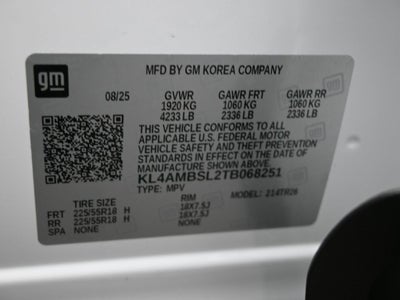 gm
MFD BY GM KOREA COMPANY
08/25 GVWR GAWR FRT GAWR RR
1920 KG 1060 KG 1060 KG
4233 LB 2336 LB 2336 LB
THIS VEHICLE CONFORMS TO ALL
APPLICABLE U.S. FEDERAL MOTOR
VEHICLE SAFETY AND THEFT PREVENTION
STANDARDS IN EFFECT ON THE DATE OF
MANUFACTURE SHOWN ABOVE.
KL4AMBSL2TB068251
TYPE: MPV MODEL: 214TR26
TIRE SIZE RIM
FRT 225/55R18 H 18X7.5J
RR 225/55R18 H 18X7.5J
SPA NONE NONE